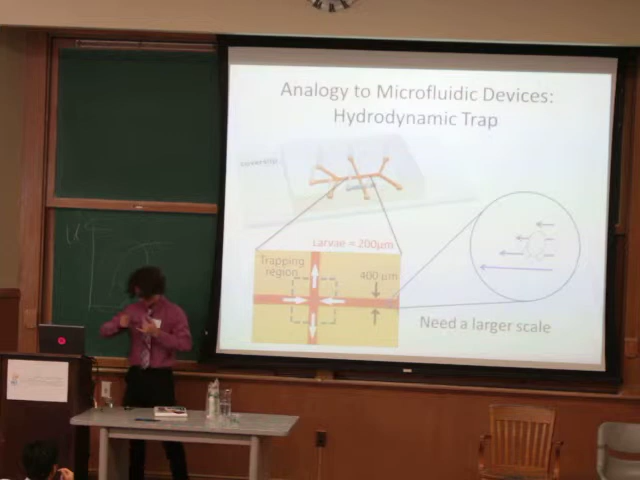 Analogy to Microfluidic Devices:
Hydrodynamic Trap
Larvae = 200µm
Trapping
region
400 µm
Need a larger scale